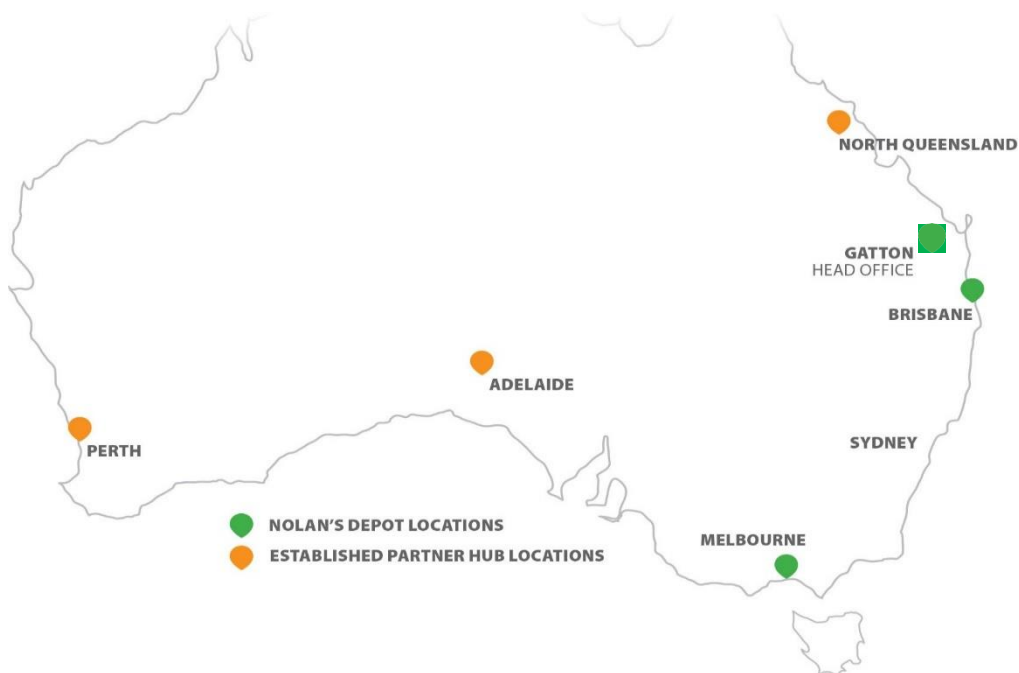 NORTH QUEENSLAND
GATTON
HEAD OFFICE
BRISBANE
ADELAIDE
PERTH
SYDNEY
NOLAN'S DEPOT LOCATIONS
MELBOURNE
ESTABLISHED PARTNER HUB LOCATIONS